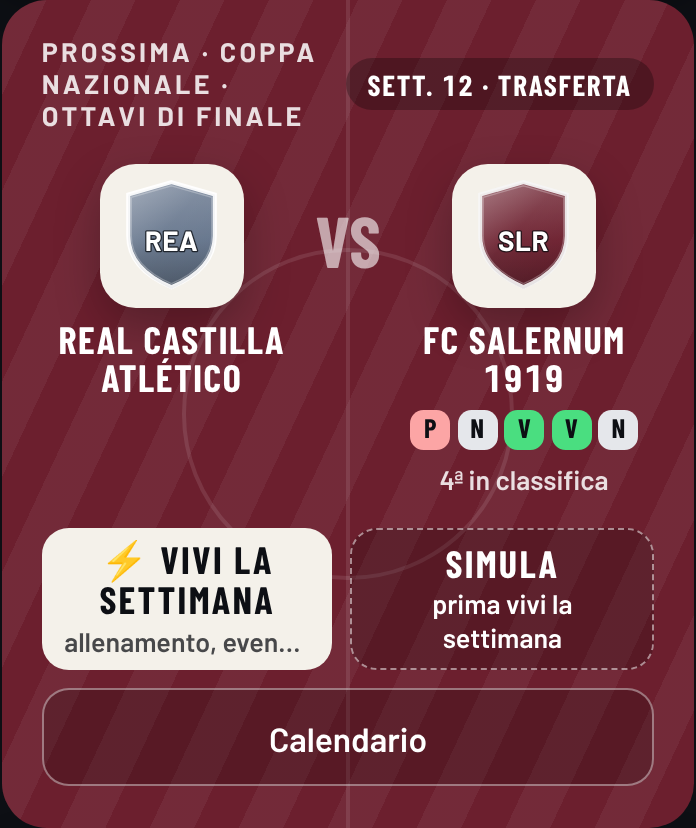 PROSSIMA · COPPA
NAZIONALE ·
OTTAVI DI FINALE
SETT. 12 · TRASFERTA
REA
VS
SLR
REAL CASTILLA
ATLÉTICO
FC SALERNUM
1919
P N V V N
4ª in classifica
⚡ VIVI LA
SETTIMANA
allenamento, even...
SIMULA
prima vivi la
settimana
Calendario